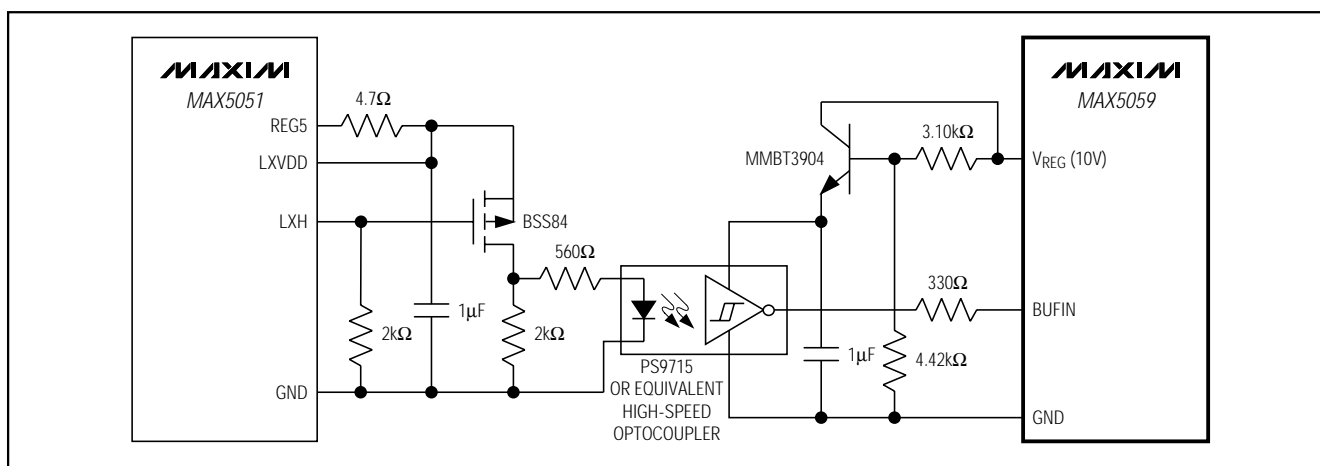 MAXIM
MAX5051
REG5
4.7Ω
LXVDD
LXH
BSS84
560Ω
2kΩ
1µF
2kΩ
GND
PS9715
OR EQUIVALENT
HIGH-SPEED
OPTOCOUPLER
MMBT3904
3.10kΩ
330Ω
1µF
4.42kΩ
MAXIM
MAX5059
VREG (10V)
BUFIN
GND